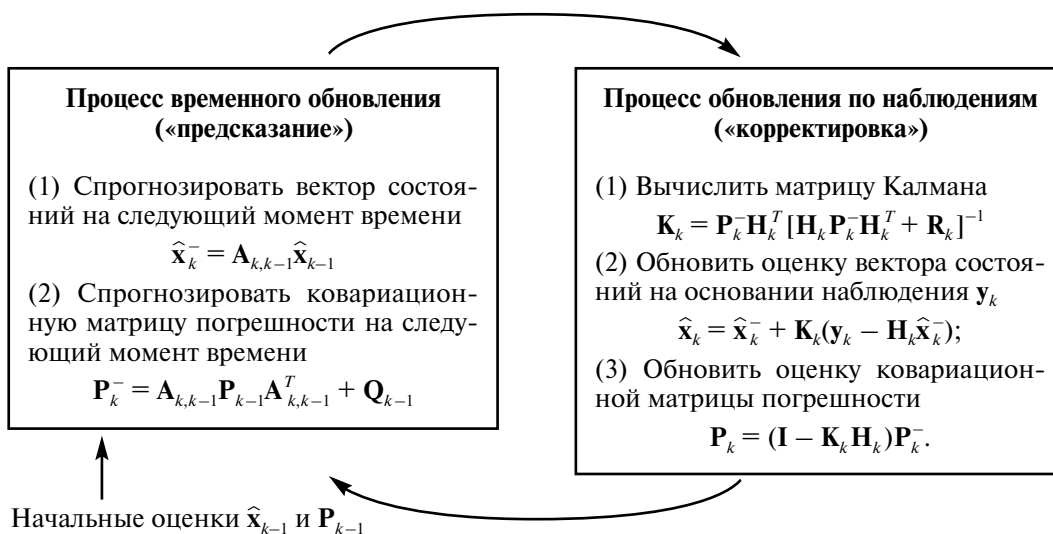 Процесс временного обновления
(«предсказание»)
(1) Спрогнозировать вектор состоя-
ний на следующий момент времени
x̂ₖ⁻ = Aₖ,ₖ₋₁x̂ₖ₋₁
(2) Спрогнозировать ковариацион-
ную матрицу погрешности на следу-
ющий момент времени
Pₖ⁻ = Aₖ,ₖ₋₁Pₖ₋₁Aᵀₖ,ₖ₋₁ + Qₖ₋₁
Начальные оценки x̂ₖ₋₁ и Pₖ₋₁
Процесс обновления по наблюдениям
(«корректировка»)
(1) Вычислить матрицу Калмана
Kₖ = Pₖ⁻Hₖᵀ[HₖPₖ⁻Hₖᵀ + Rₖ]⁻¹
(2) Обновить оценку вектора состоя-
ний на основании наблюдения yₖ
x̂ₖ = x̂ₖ⁻ + Kₖ(yₖ – Hₖx̂ₖ⁻);
(3) Обновить оценку ковариацион-
ной матрицы погрешности
Pₖ = (I – KₖHₖ)Pₖ⁻.